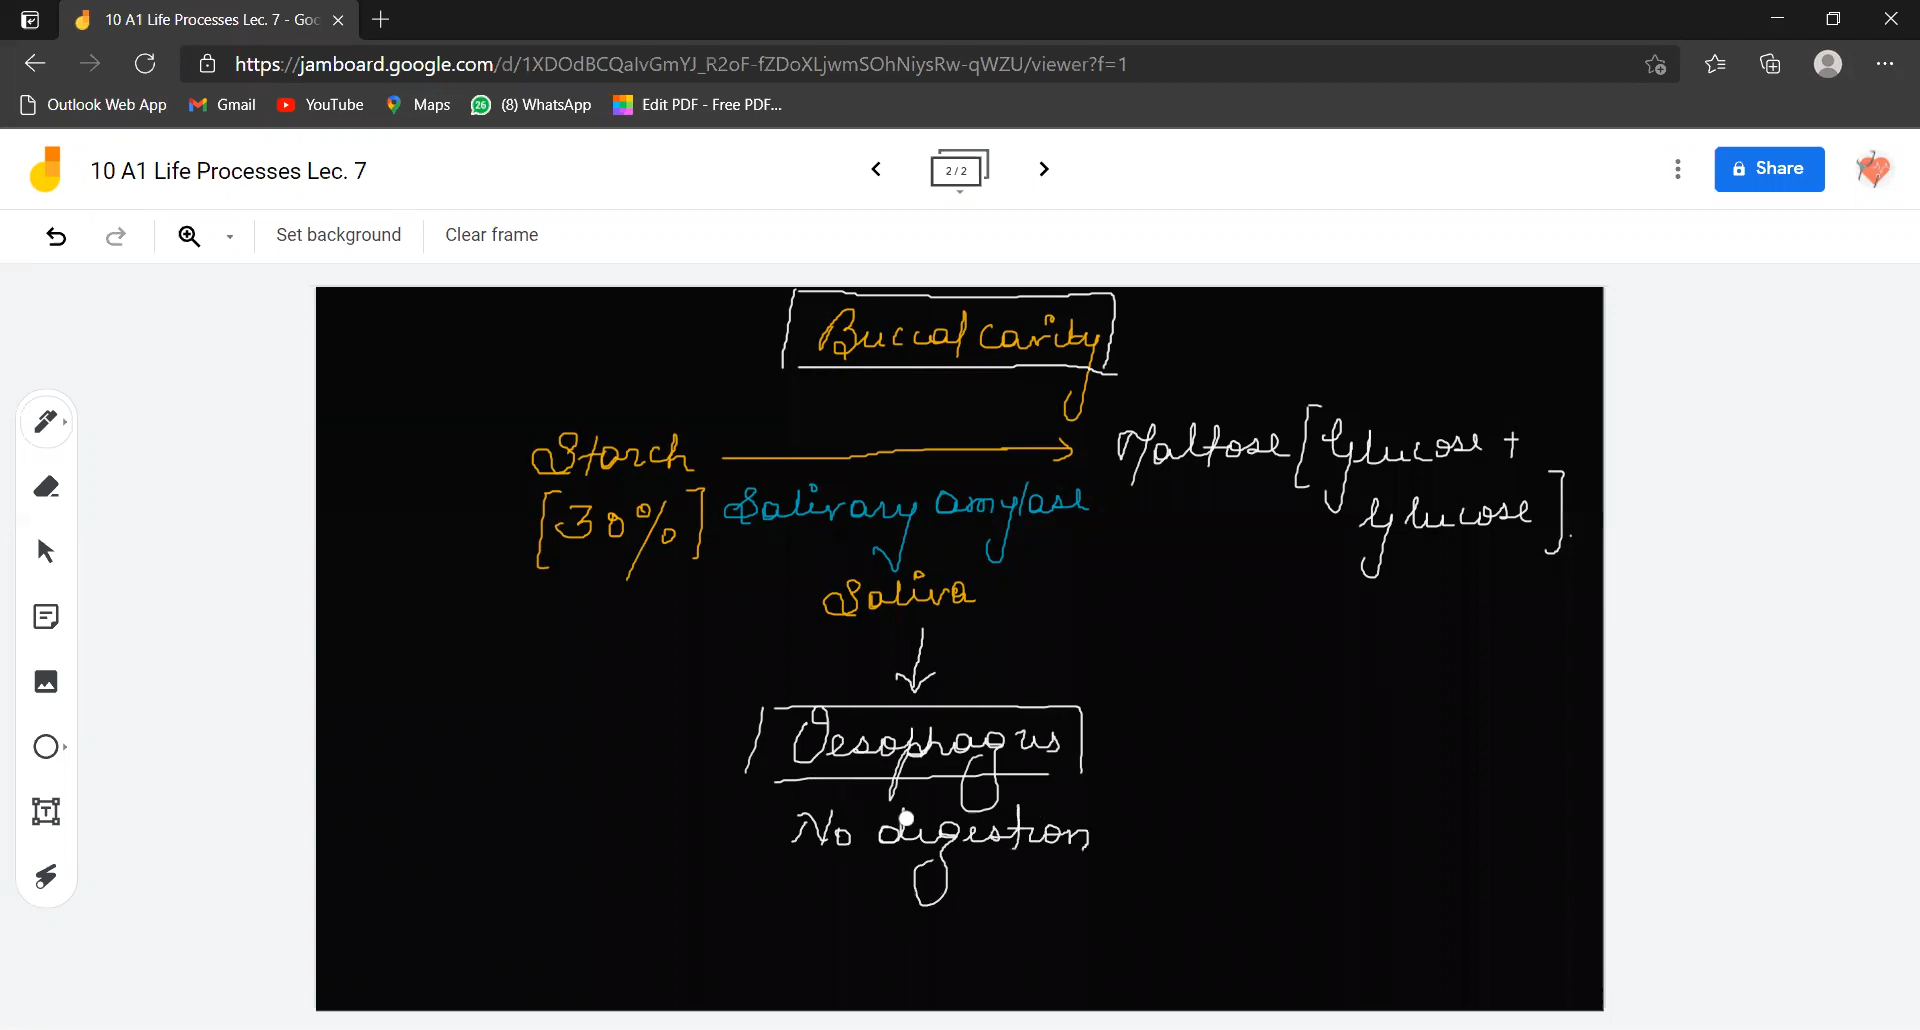 10 A1 Life Processes Lec. 7 - Goo
https://jamboard.google.com/d/1XDOdBCQaIvGmYJ_R2oF-fZDoXLjwmSOhNiysRw-qWZU/viewer?f=1
Outlook Web App Gmail YouTube Maps 26 (8) WhatsApp Edit PDF - Free PDF...
10 A1 Life Processes Lec. 7
2 / 2
Share
Set background Clear frame
Buccal cavity
Starch → Maltose [Glucose +
Glucose].
[30%] Salivary amylase
Saliva
Oesophagus
No digestion